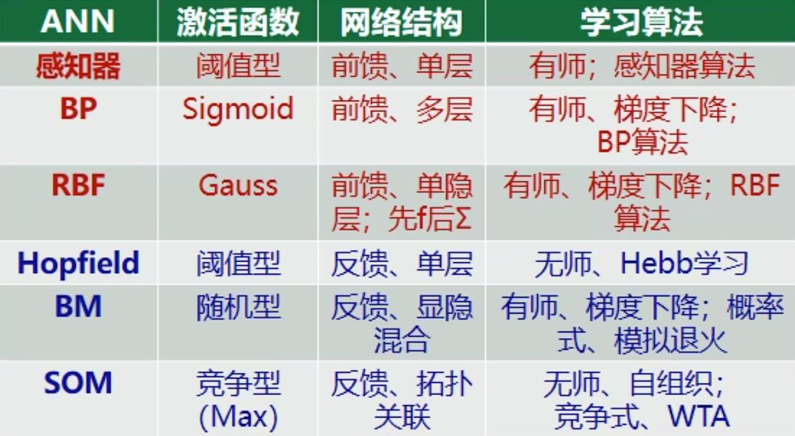 ANN 激活函数 网络结构 学习算法
感知器 阈值型 前馈、单层 有师；感知器算法
BP Sigmoid 前馈、多层 有师、梯度下降；
BP算法
RBF Gauss 前馈、单隐 有师、梯度下降；RBF
层；先f后Σ 算法
Hopfield 阈值型 反馈、单层 无师、Hebb学习
BM 随机型 反馈、显隐 有师、梯度下降；概率
混合 式、模拟退火
SOM 竞争型 反馈、拓扑 无师、自组织；
(Max) 关联 竞争式、WTA